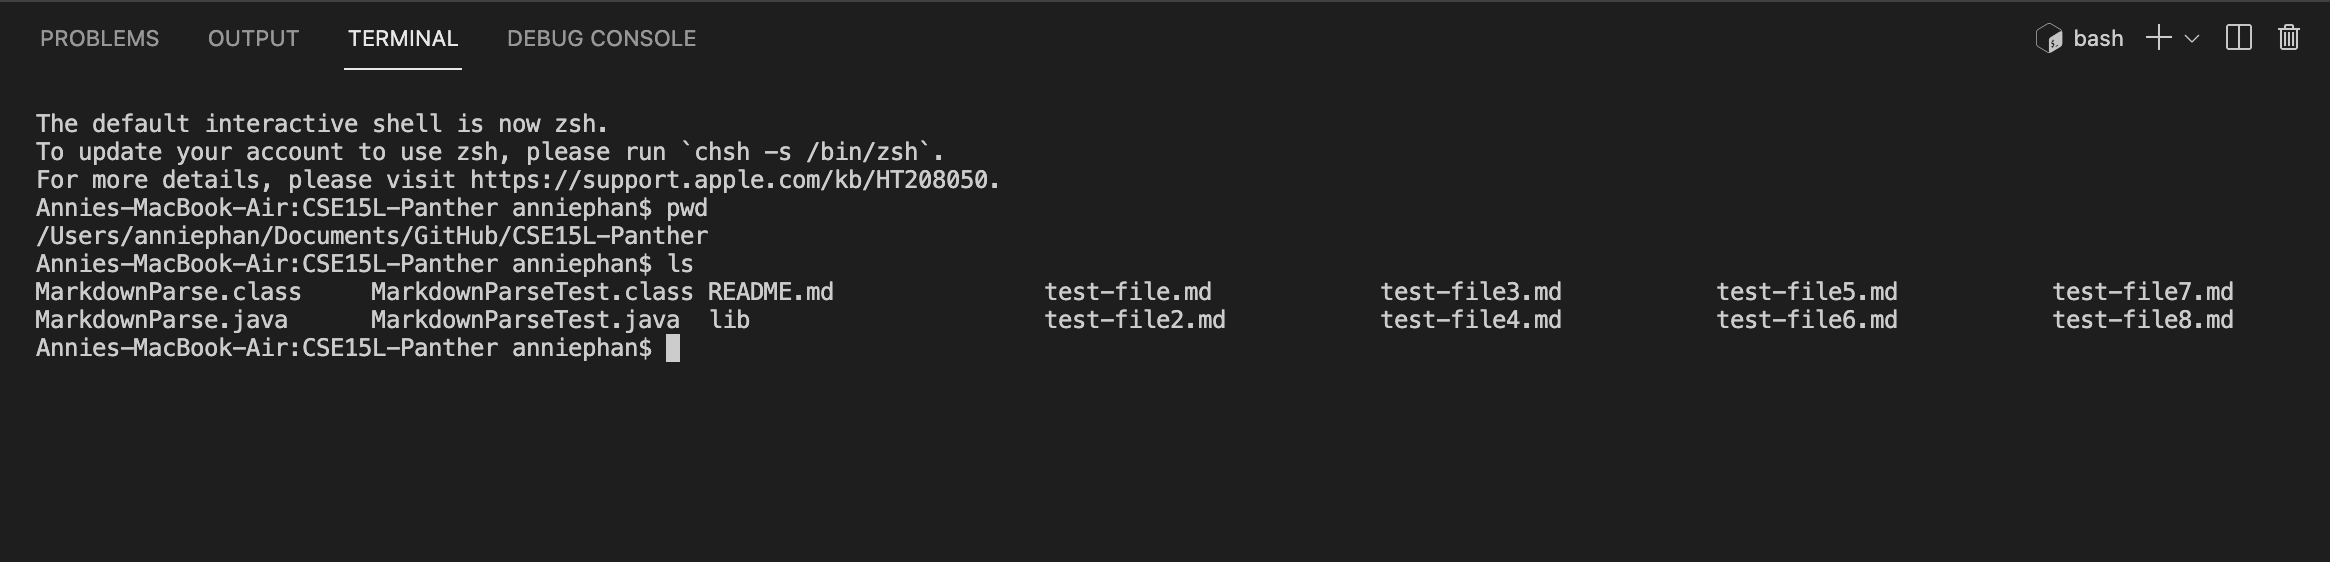 PROBLEMS OUTPUT TERMINAL DEBUG CONSOLE bash
The default interactive shell is now zsh.
To update your account to use zsh, please run `chsh -s /bin/zsh`.
For more details, please visit https://support.apple.com/kb/HT208050.
Annies-MacBook-Air:CSE15L-Panther anniephan$ pwd
/Users/anniephan/Documents/GitHub/CSE15L-Panther
Annies-MacBook-Air:CSE15L-Panther anniephan$ ls
MarkdownParse.class MarkdownParseTest.class README.md test-file.md test-file3.md test-file5.md test-file7.md
MarkdownParse.java MarkdownParseTest.java lib test-file2.md test-file4.md test-file6.md test-file8.md
Annies-MacBook-Air:CSE15L-Panther anniephan$